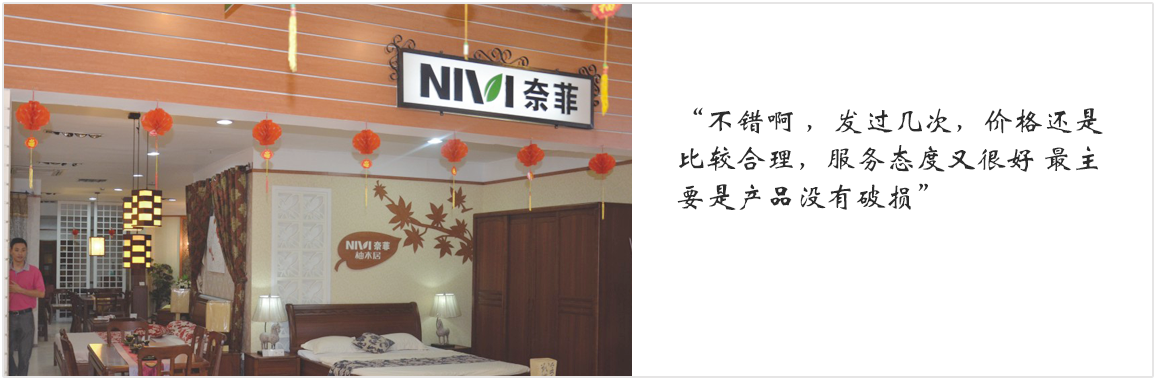 NIVI 奈菲
NIVI 奈菲
柚木居
“不错啊 ，发过几次，价格还是
比较合理，服务态度又很好 最主
要是产品没有破损”